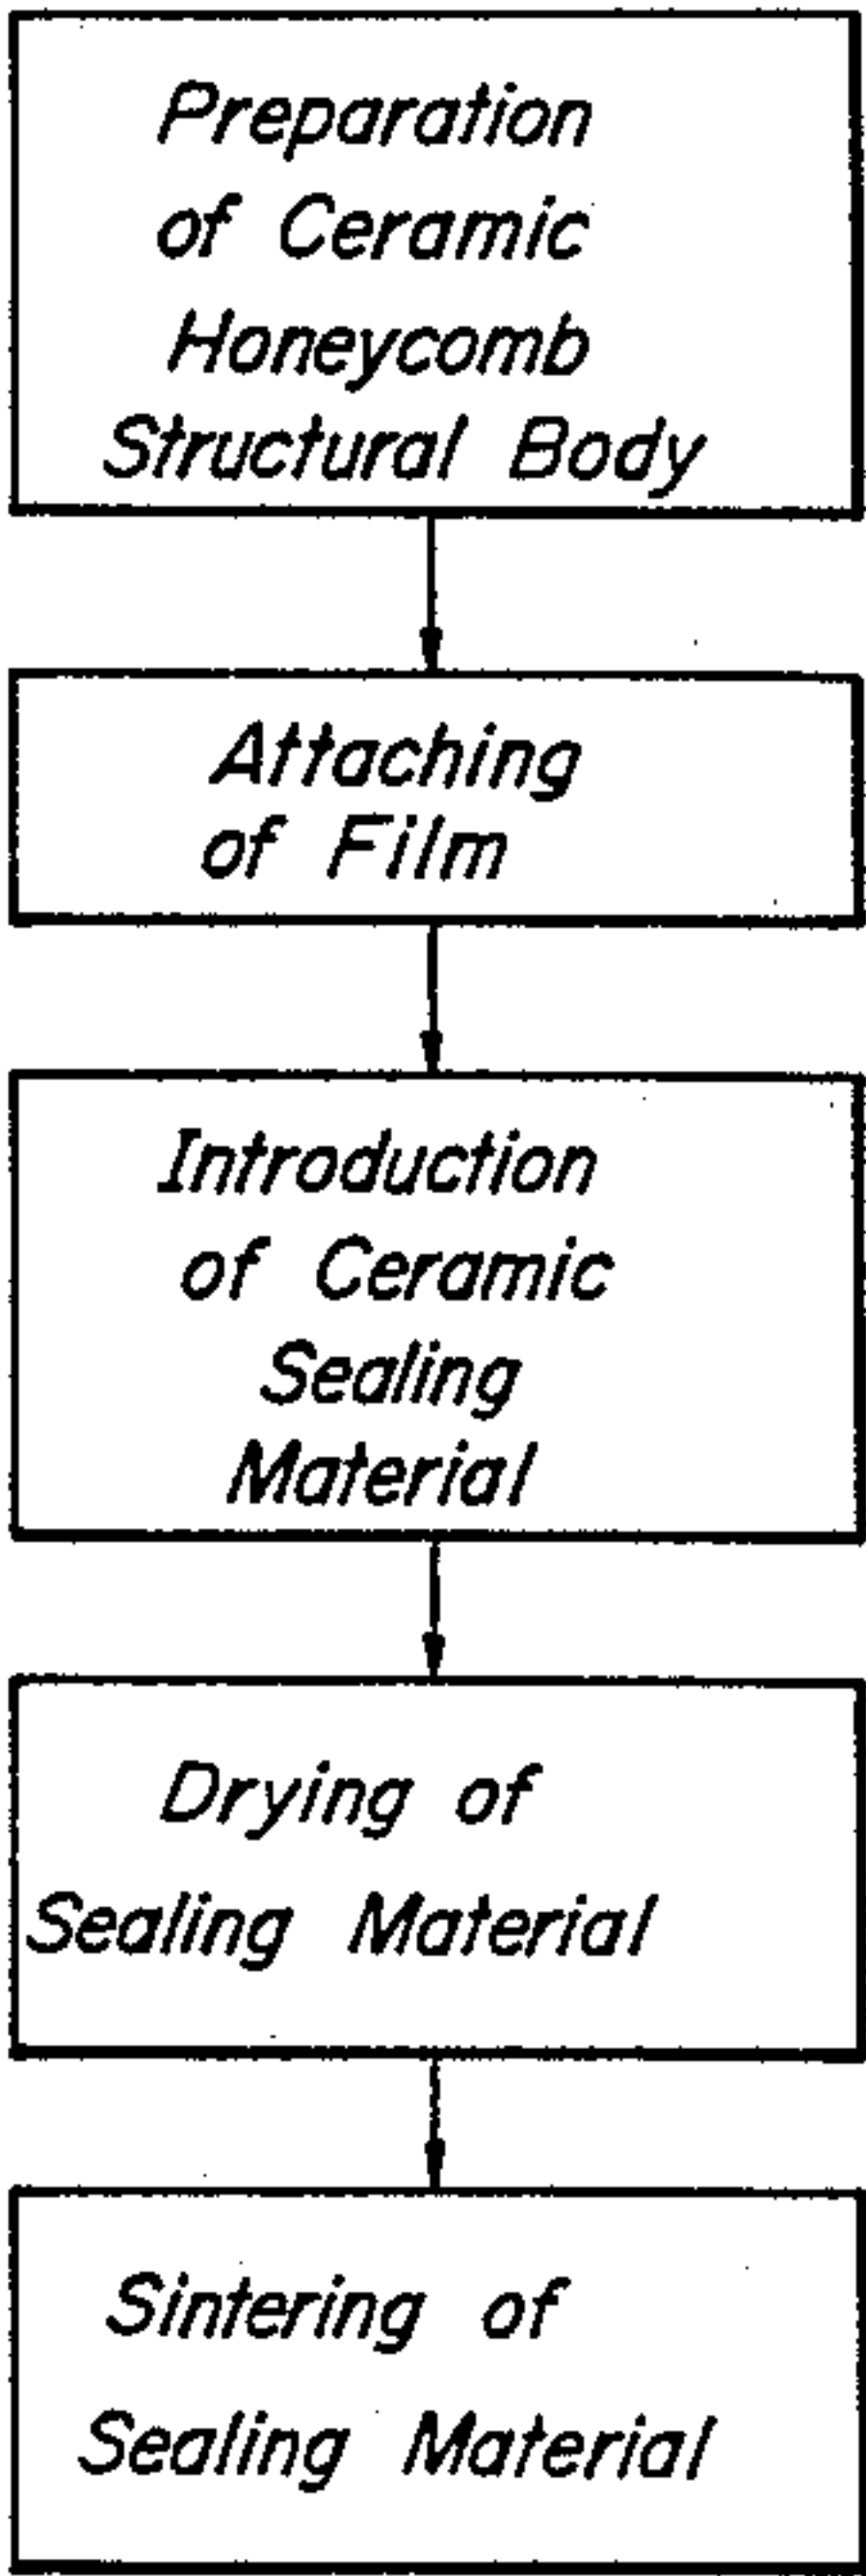 Preparation
of Ceramic
Honeycomb
Structural Body
Attaching
of Film
Introduction
of Ceramic
Sealing
Material
Drying of
Sealing Material
Sintering of
Sealing Material